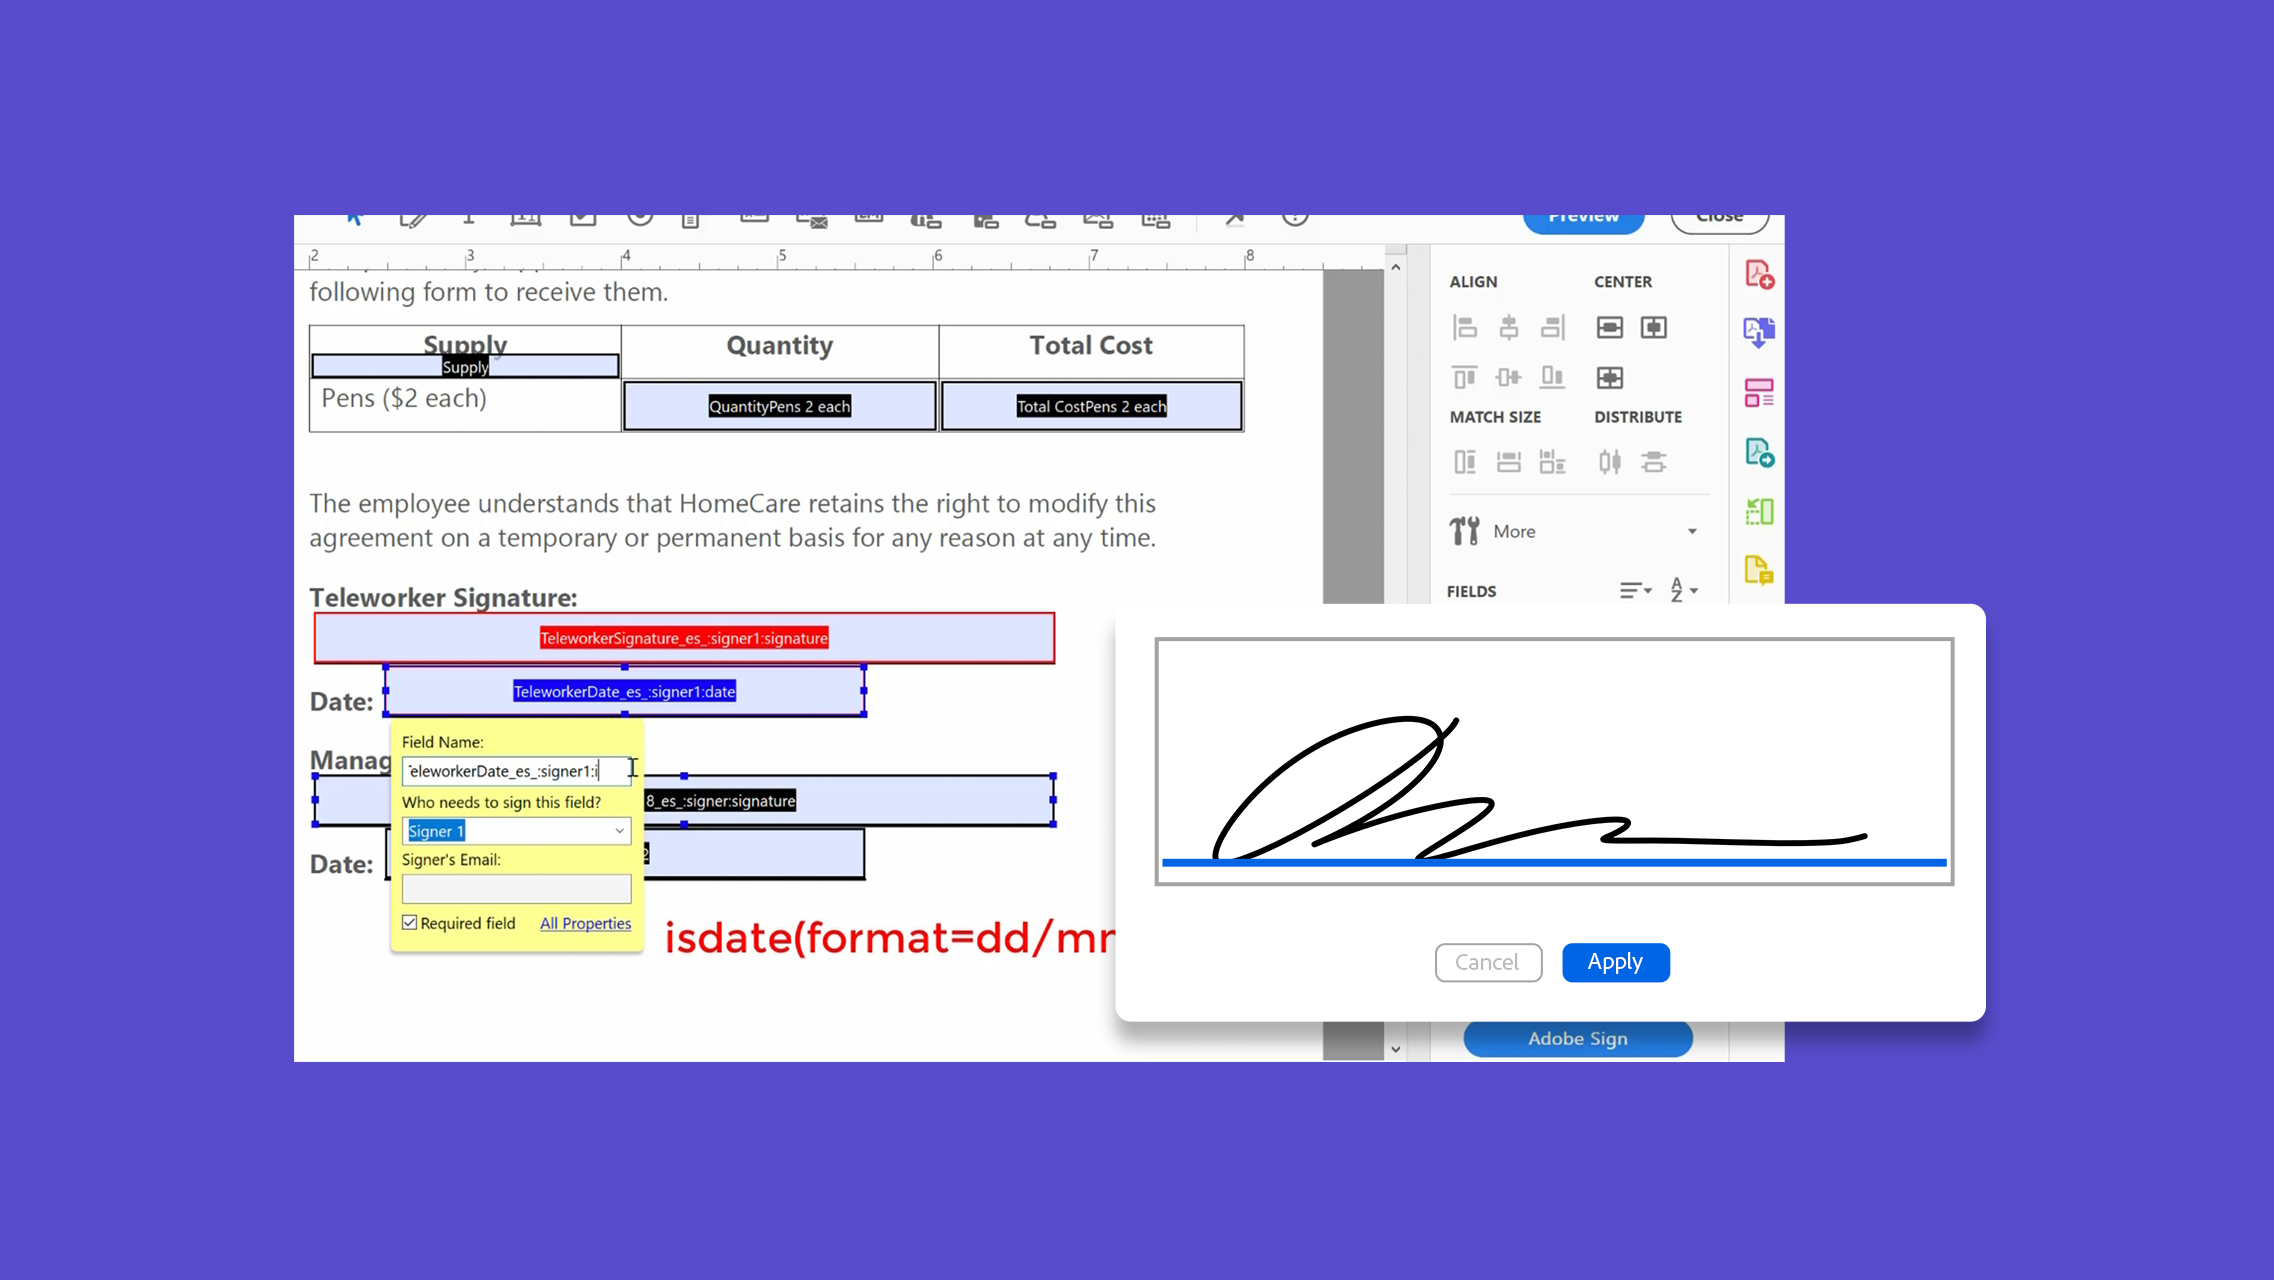 Preview
Close
2 3 4 5 6 7 8
following form to receive them.
Supply Quantity Total Cost
Supply
Pens ($2 each) QuantityPens 2 each Total CostPens 2 each
The employee understands that HomeCare retains the right to modify this
agreement on a temporary or permanent basis for any reason at any time.
Teleworker Signature:
TeleworkerSignature_es_:signer1:signature
Date: TeleworkerDate_es_:signer1:date
Field Name:
Manag
TeleworkerDate_es_:signer1:i
Who needs to sign this field?
8_es_:signer:signature
Signer 1
Signer's Email:
Date:
2
Required field All Properties
isdate(format=dd/mm
ALIGN CENTER
MATCH SIZE DISTRIBUTE
More
FIELDS
A
Z
Cancel Apply
Adobe Sign